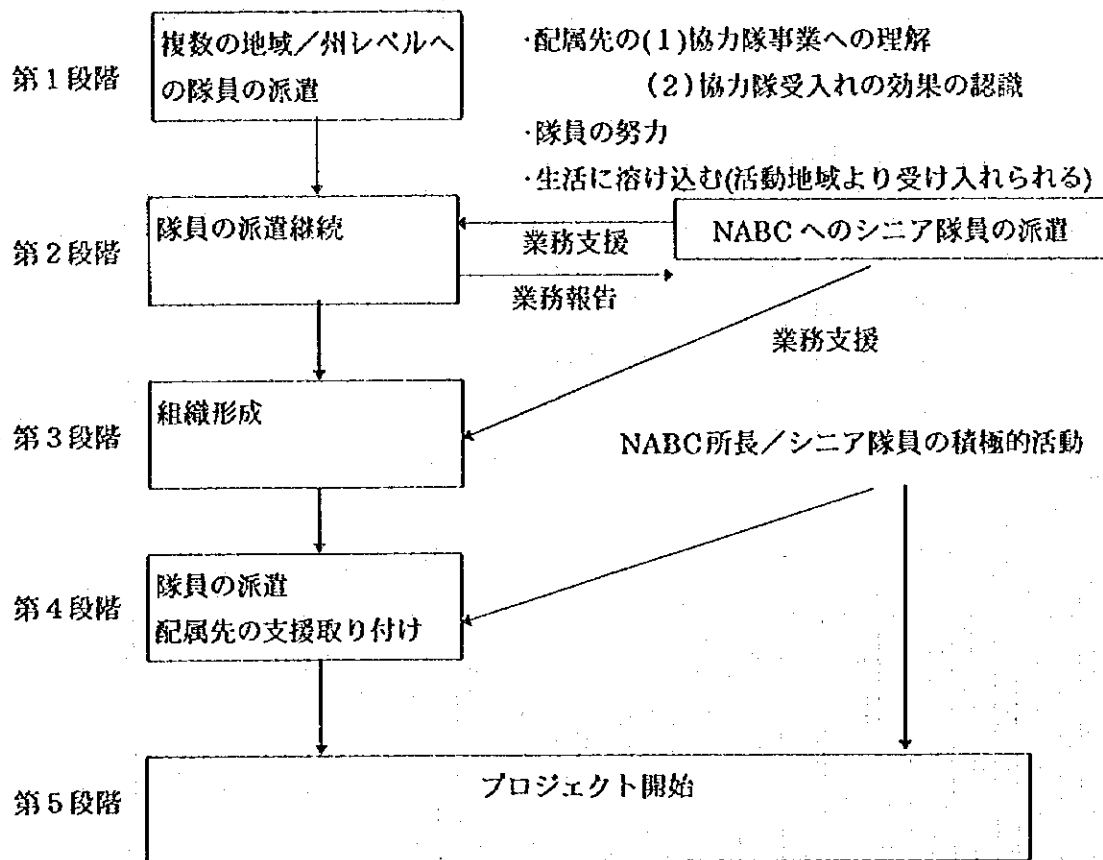 第1段階
複数の地域／州レベルへ
の隊員の派遣
・配属先の(1)協力隊事業への理解
(2)協力隊受入れの効果の認識
・隊員の努力
・生活に溶け込む(活動地域より受け入れられる)
第2段階
隊員の派遣継続
業務支援
業務報告
NABCへのシニア隊員の派遣
業務支援
第3段階
組織形成
NABC所長／シニア隊員の積極的活動
第4段階
隊員の派遣
配属先の支援取り付け
第5段階
プロジェクト開始